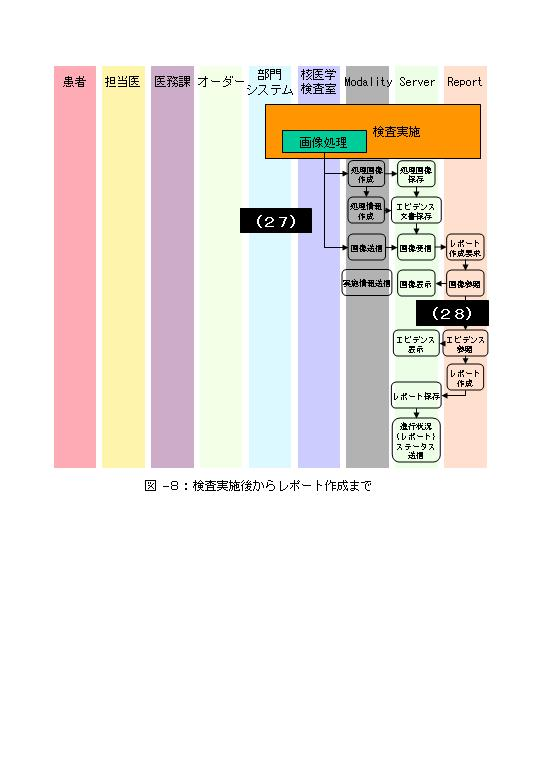 患者 担当医 医務課 オーダー 部門 核医学 Modality Server Report
システム 検査室
検査実施
画像処理
処理画像
作成
処理画像
保存
処理情報
作成
エビデンス
文書保存
（２７）
画像送信
画像受信
レポート
作成要求
実施情報送信
画像表示
画像参照
（２８）
エビデンス
表示
エビデンス
参照
レポート
作成
レポート保存
進行状況
(レポート)
ステータス
送信
図 −８：検査実施後からレポート作成まで